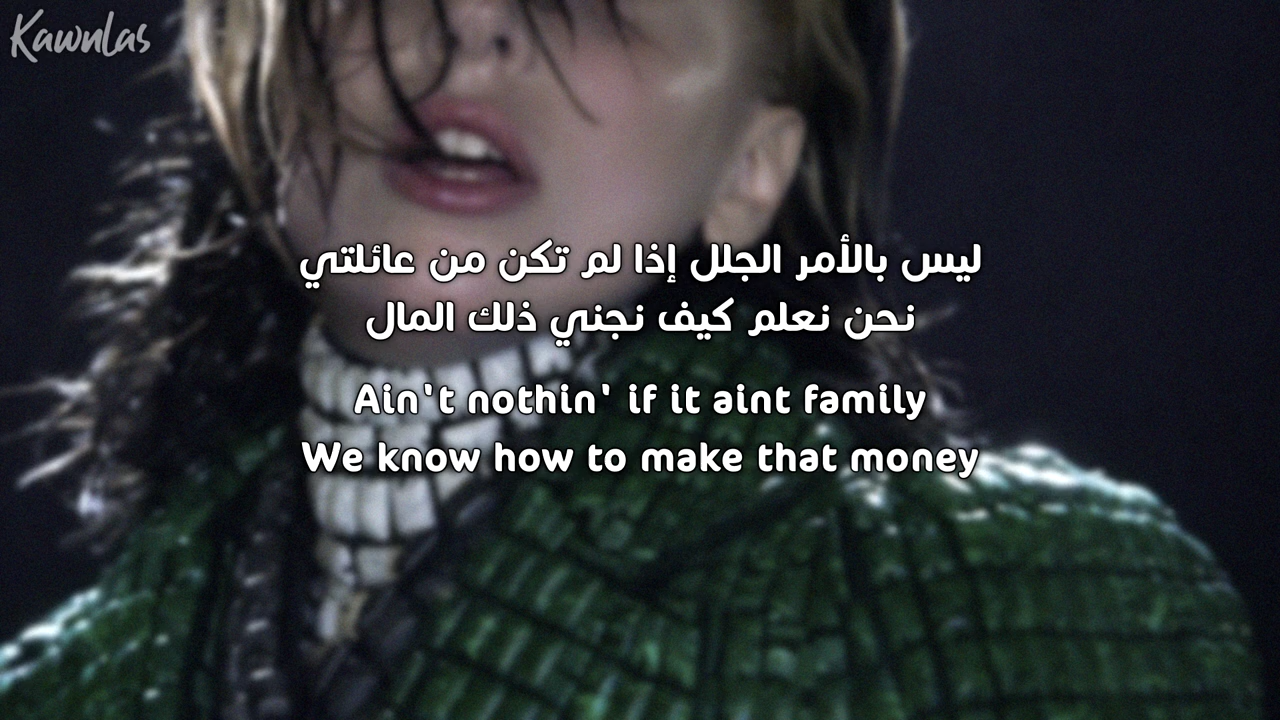 Kawnlas
ليس بالأمر الجلل إذا لم تكن من عائلتي
نحن نعلم كيف نجني ذلك المال
Ain't nothin' if it aint family
We know how to make that money